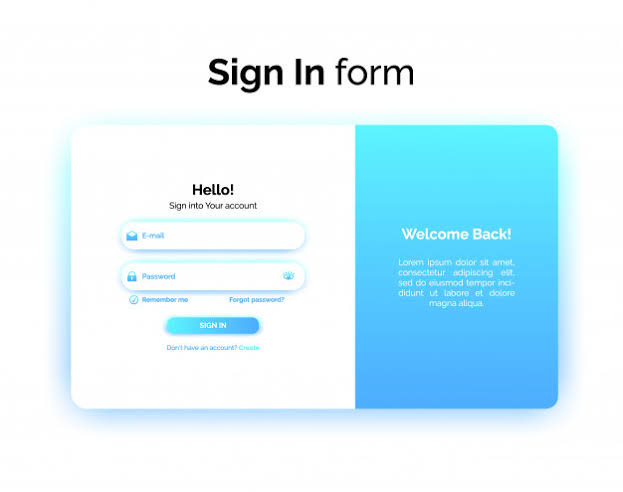 Sign In form
Hello!
Sign into Your account
E-mail
Password
Remember me Forgot password?
SIGN IN
Don't have an account? Create
Welcome Back!
Lorem ipsum dolor sit amet,
consectetur adipiscing elit,
sed do eiusmod tempor inci-
didunt ut labore et dolore
magna aliqua.